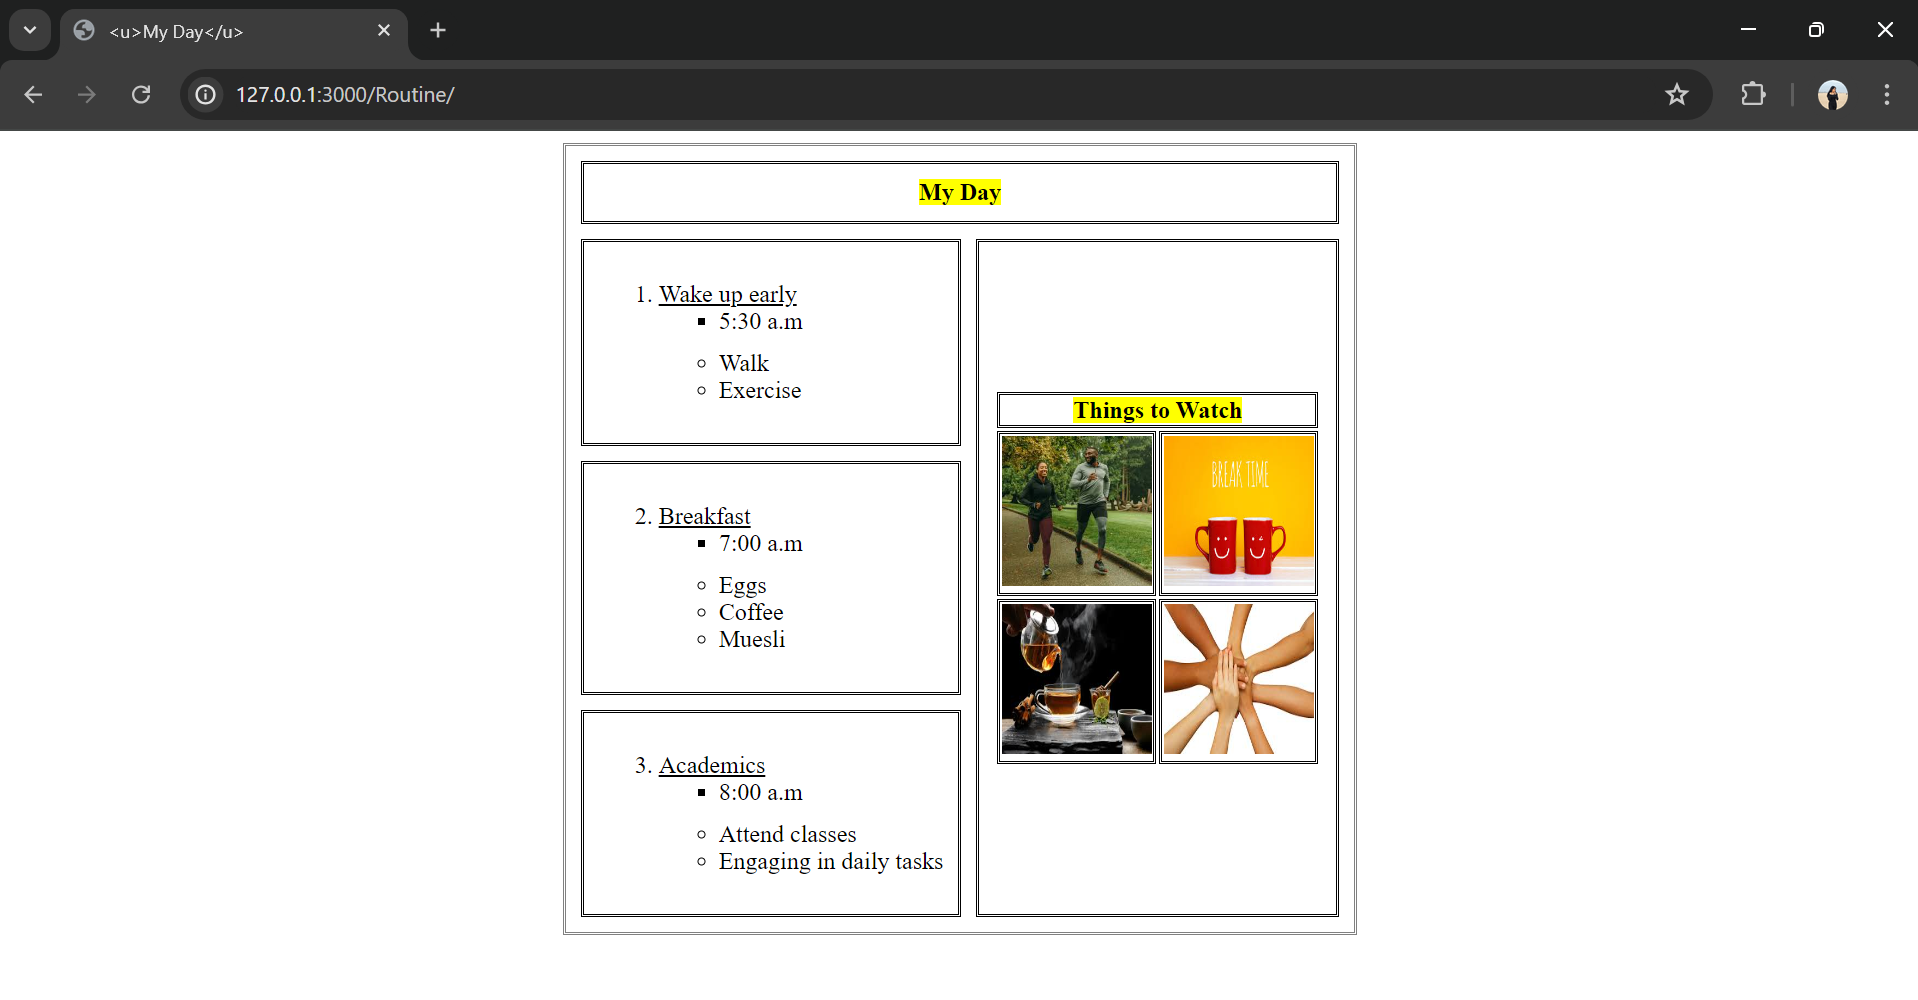 <u>My Day</u>
127.0.0.1:3000/Routine/
My Day
1. Wake up early
5:30 a.m
Walk
Exercise
2. Breakfast
7:00 a.m
Eggs
Coffee
Muesli
3. Academics
8:00 a.m
Attend classes
Engaging in daily tasks
Things to Watch
BREAK TIME